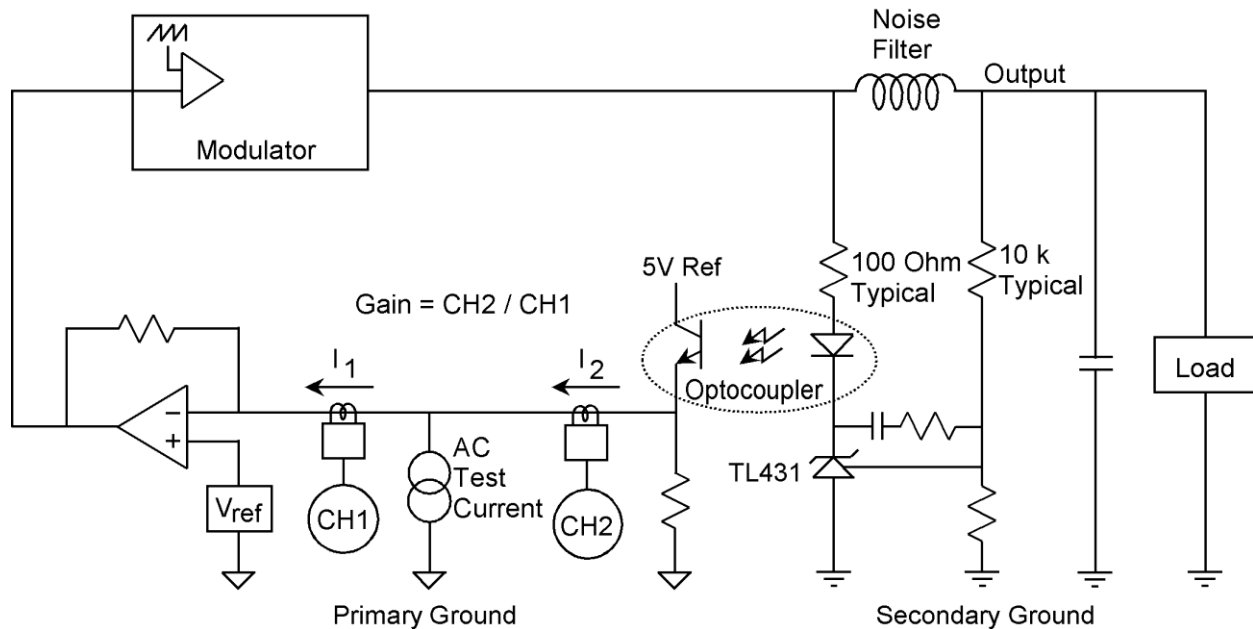 Noise
Filter
Output
Modulator
5V Ref
100 Ohm
Typical
10 k
Typical
Gain = CH2 / CH1
I1
I2
Optocoupler
Load
−
+
AC
Test
Current
TL431
Vref
CH1
CH2
Primary Ground
Secondary Ground